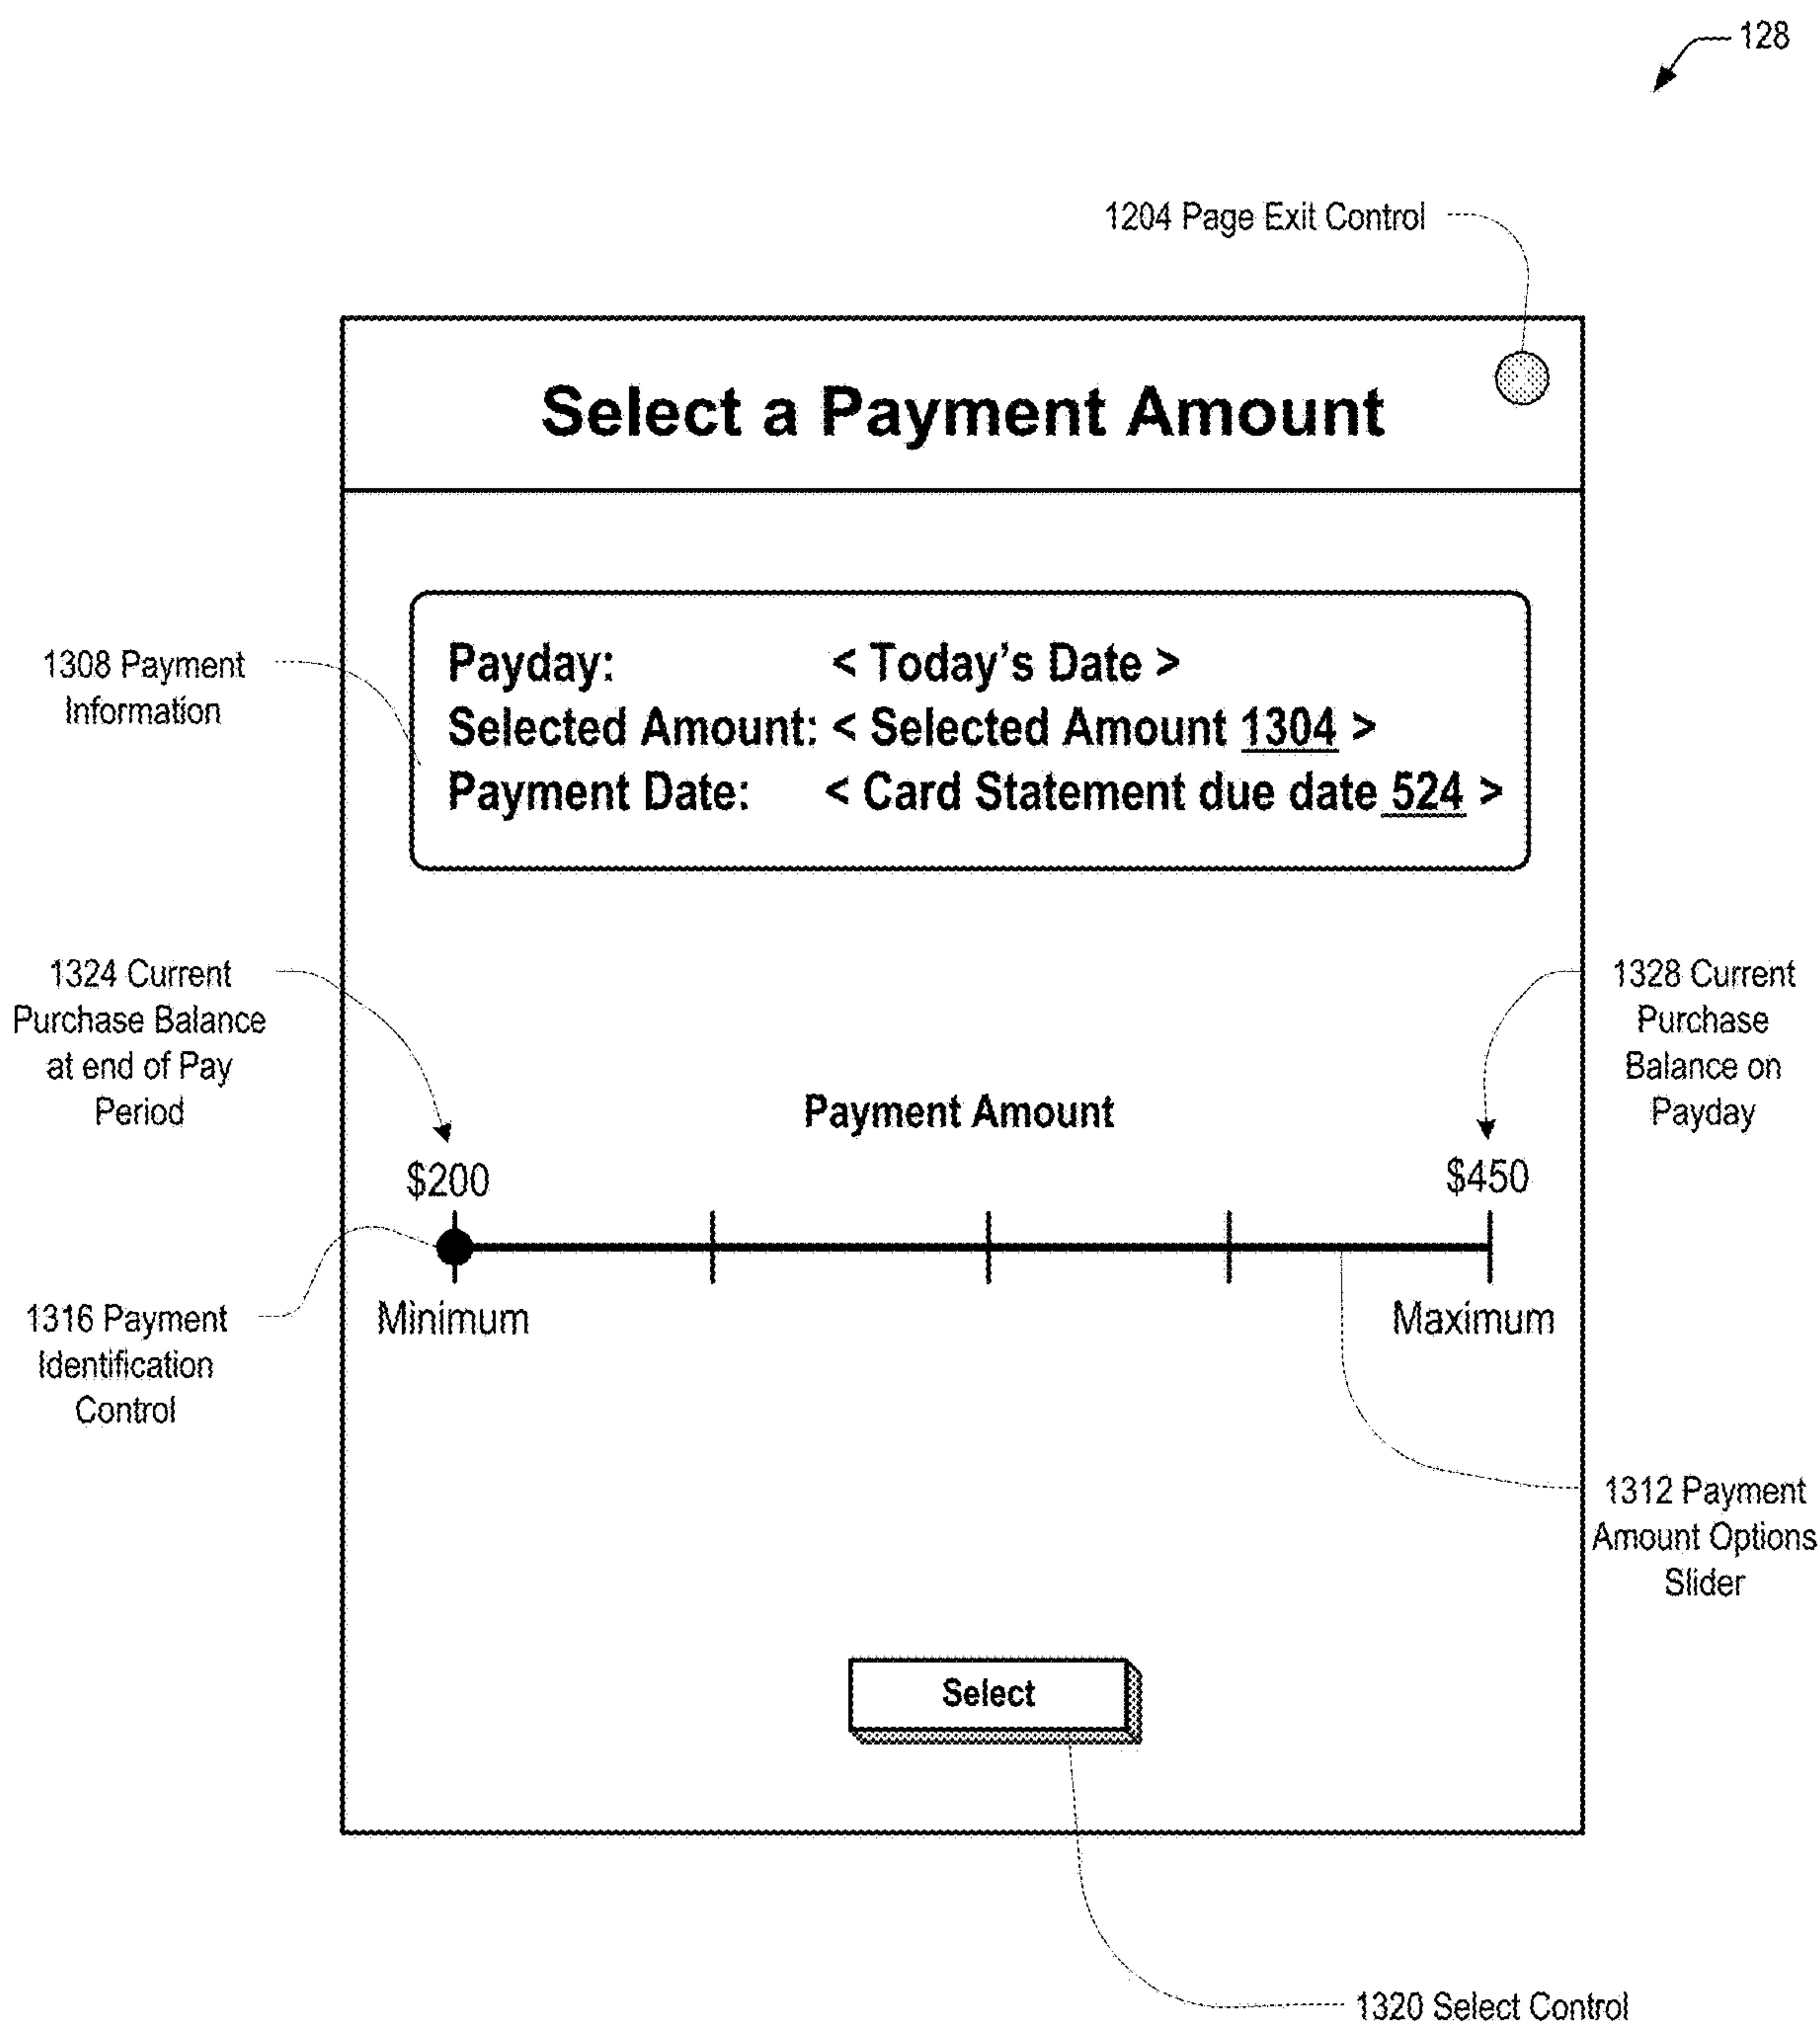 128
1204 Page Exit Control
Select a Payment Amount
1308 Payment
Information
Payday: < Today's Date >
Selected Amount: < Selected Amount 1304 >
Payment Date: < Card Statement due date 524 >
1324 Current
Purchase Balance
at end of Pay
Period
1328 Current
Purchase
Balance on
Payday
Payment Amount
$200
$450
1316 Payment
Identification
Control
Minimum
Maximum
1312 Payment
Amount Options
Slider
Select
1320 Select Control